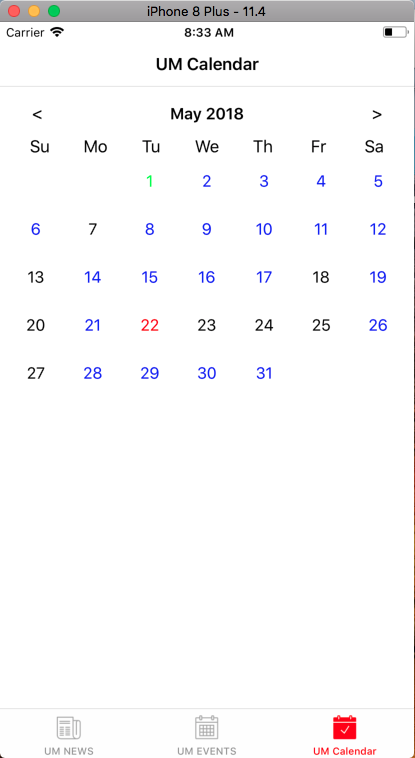 iPhone 8 Plus - 11.4
Carrier 8:33 AM
UM Calendar
< May 2018 >
Su Mo Tu We Th Fr Sa
1 2 3 4 5
6 7 8 9 10 11 12
13 14 15 16 17 18 19
20 21 22 23 24 25 26
27 28 29 30 31
UM NEWS UM EVENTS UM Calendar